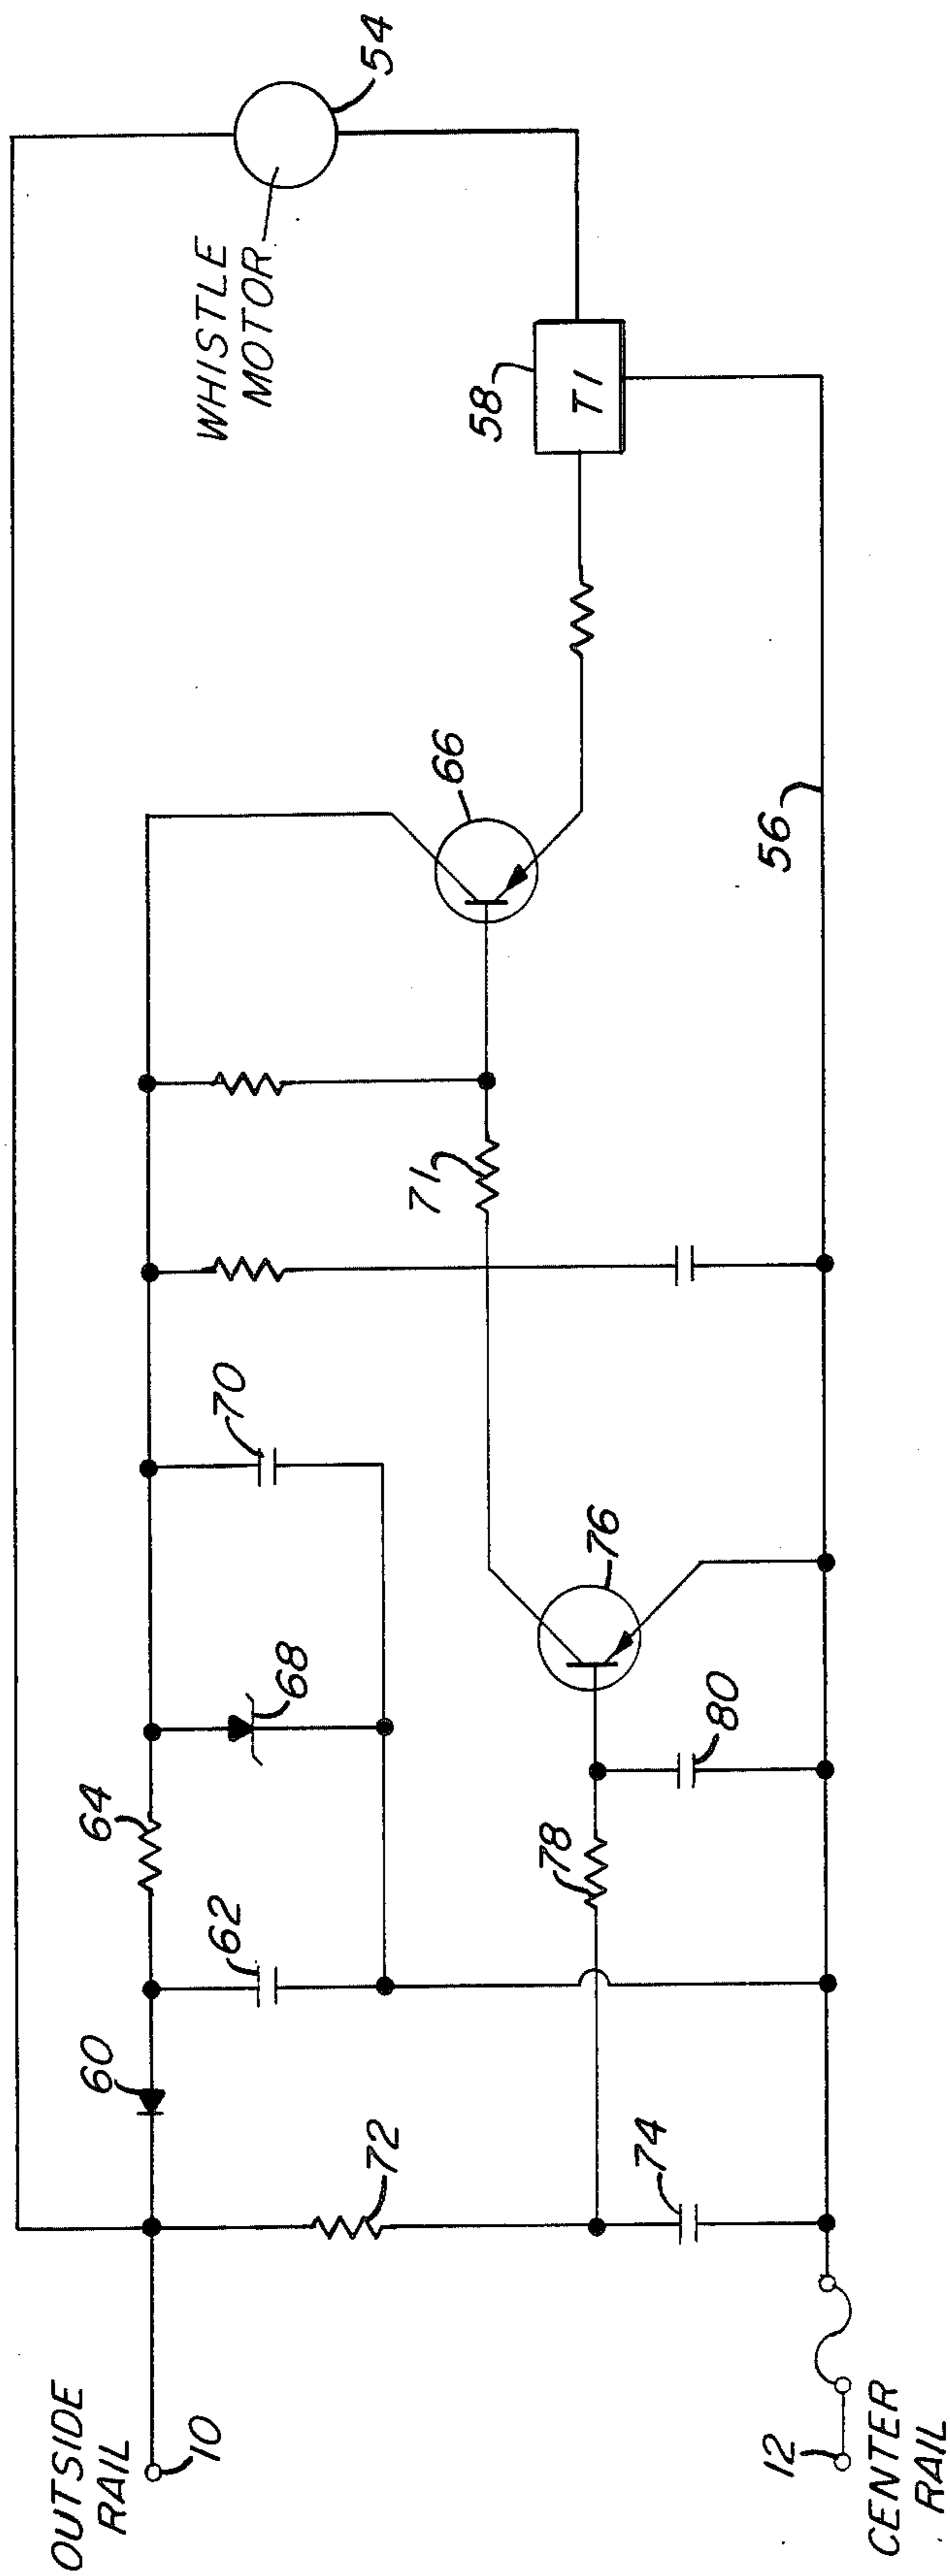 OUTSIDE
RAIL
10
60
62
64
68
70
72
74
78
80
76
71
66
WHISTLE
MOTOR
54
58
T1
56
12
CENTER
RAIL